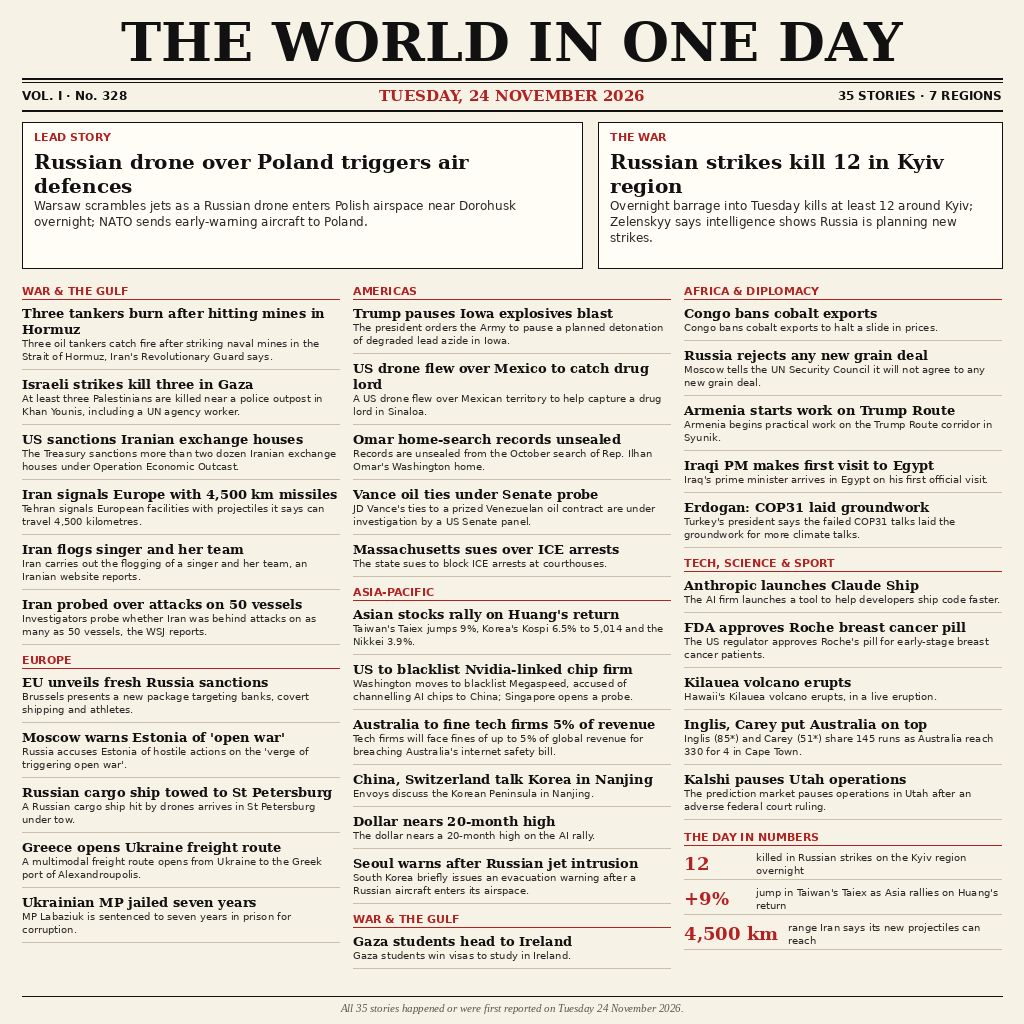 THE WORLD IN ONE DAY
VOL. I · No. 328
TUESDAY, 24 NOVEMBER 2026
35 STORIES · 7 REGIONS
LEAD STORY
Russian drone over Poland triggers air
defences
Warsaw scrambles jets as a Russian drone enters Polish airspace near Dorohusk
overnight; NATO sends early-warning aircraft to Poland.
THE WAR
Russian strikes kill 12 in Kyiv
region
Overnight barrage into Tuesday kills at least 12 around Kyiv;
Zelenskyy says intelligence shows Russia is planning new
strikes.
WAR & THE GULF
Three tankers burn after hitting mines in
Hormuz
Three oil tankers catch fire after striking naval mines in the
Strait of Hormuz, Iran's Revolutionary Guard says.
Israeli strikes kill three in Gaza
At least three Palestinians are killed near a police outpost in
Khan Younis, including a UN agency worker.
US sanctions Iranian exchange houses
The Treasury sanctions more than two dozen Iranian exchange
houses under Operation Economic Outcast.
Iran signals Europe with 4,500 km missiles
Tehran signals European facilities with projectiles it says can
travel 4,500 kilometres.
Iran flogs singer and her team
Iran carries out the flogging of a singer and her team, an
Iranian website reports.
Iran probed over attacks on 50 vessels
Investigators probe whether Iran was behind attacks on as
many as 50 vessels, the WSJ reports.
EUROPE
EU unveils fresh Russia sanctions
Brussels presents a new package targeting banks, covert
shipping and athletes.
Moscow warns Estonia of 'open war'
Russia accuses Estonia of hostile actions on the 'verge of
triggering open war'.
Russian cargo ship towed to St Petersburg
A Russian cargo ship hit by drones arrives in St Petersburg
under tow.
Greece opens Ukraine freight route
A multimodal freight route opens from Ukraine to the Greek
port of Alexandroupolis.
Ukrainian MP jailed seven years
MP Labaziuk is sentenced to seven years in prison for
corruption.
AMERICAS
Trump pauses Iowa explosives blast
The president orders the Army to pause a planned detonation
of degraded lead azide in Iowa.
US drone flew over Mexico to catch drug
lord
A US drone flew over Mexican territory to help capture a drug
lord in Sinaloa.
Omar home-search records unsealed
Records are unsealed from the October search of Rep. Ilhan
Omar's Washington home.
Vance oil ties under Senate probe
JD Vance's ties to a prized Venezuelan oil contract are under
investigation by a US Senate panel.
Massachusetts sues over ICE arrests
The state sues to block ICE arrests at courthouses.
ASIA-PACIFIC
Asian stocks rally on Huang's return
Taiwan's Taiex jumps 9%, Korea's Kospi 6.5% to 5,014 and the
Nikkei 3.9%.
US to blacklist Nvidia-linked chip firm
Washington moves to blacklist Megaspeed, accused of
channelling AI chips to China; Singapore opens a probe.
Australia to fine tech firms 5% of revenue
Tech firms will face fines of up to 5% of global revenue for
breaching Australia's internet safety bill.
China, Switzerland talk Korea in Nanjing
Envoys discuss the Korean Peninsula in Nanjing.
Dollar nears 20-month high
The dollar nears a 20-month high on the AI rally.
Seoul warns after Russian jet intrusion
South Korea briefly issues an evacuation warning after a
Russian aircraft enters its airspace.
WAR & THE GULF
Gaza students head to Ireland
Gaza students win visas to study in Ireland.
AFRICA & DIPLOMACY
Congo bans cobalt exports
Congo bans cobalt exports to halt a slide in prices.
Russia rejects any new grain deal
Moscow tells the UN Security Council it will not agree to any
new grain deal.
Armenia starts work on Trump Route
Armenia begins practical work on the Trump Route corridor in
Syunik.
Iraqi PM makes first visit to Egypt
Iraq's prime minister arrives in Egypt on his first official visit.
Erdogan: COP31 laid groundwork
Turkey's president says the failed COP31 talks laid the
groundwork for more climate talks.
TECH, SCIENCE & SPORT
Anthropic launches Claude Ship
The AI firm launches a tool to help developers ship code faster.
FDA approves Roche breast cancer pill
The US regulator approves Roche's pill for early-stage breast
cancer patients.
Kilauea volcano erupts
Hawaii's Kilauea volcano erupts, in a live eruption.
Inglis, Carey put Australia on top
Inglis (85*) and Carey (51*) share 145 runs as Australia reach
330 for 4 in Cape Town.
Kalshi pauses Utah operations
The prediction market pauses operations in Utah after an
adverse federal court ruling.
THE DAY IN NUMBERS
12
killed in Russian strikes on the Kyiv region
overnight
+9%
jump in Taiwan's Taiex as Asia rallies on Huang's
return
4,500 km
range Iran says its new projectiles can
reach
All 35 stories happened or were first reported on Tuesday 24 November 2026.